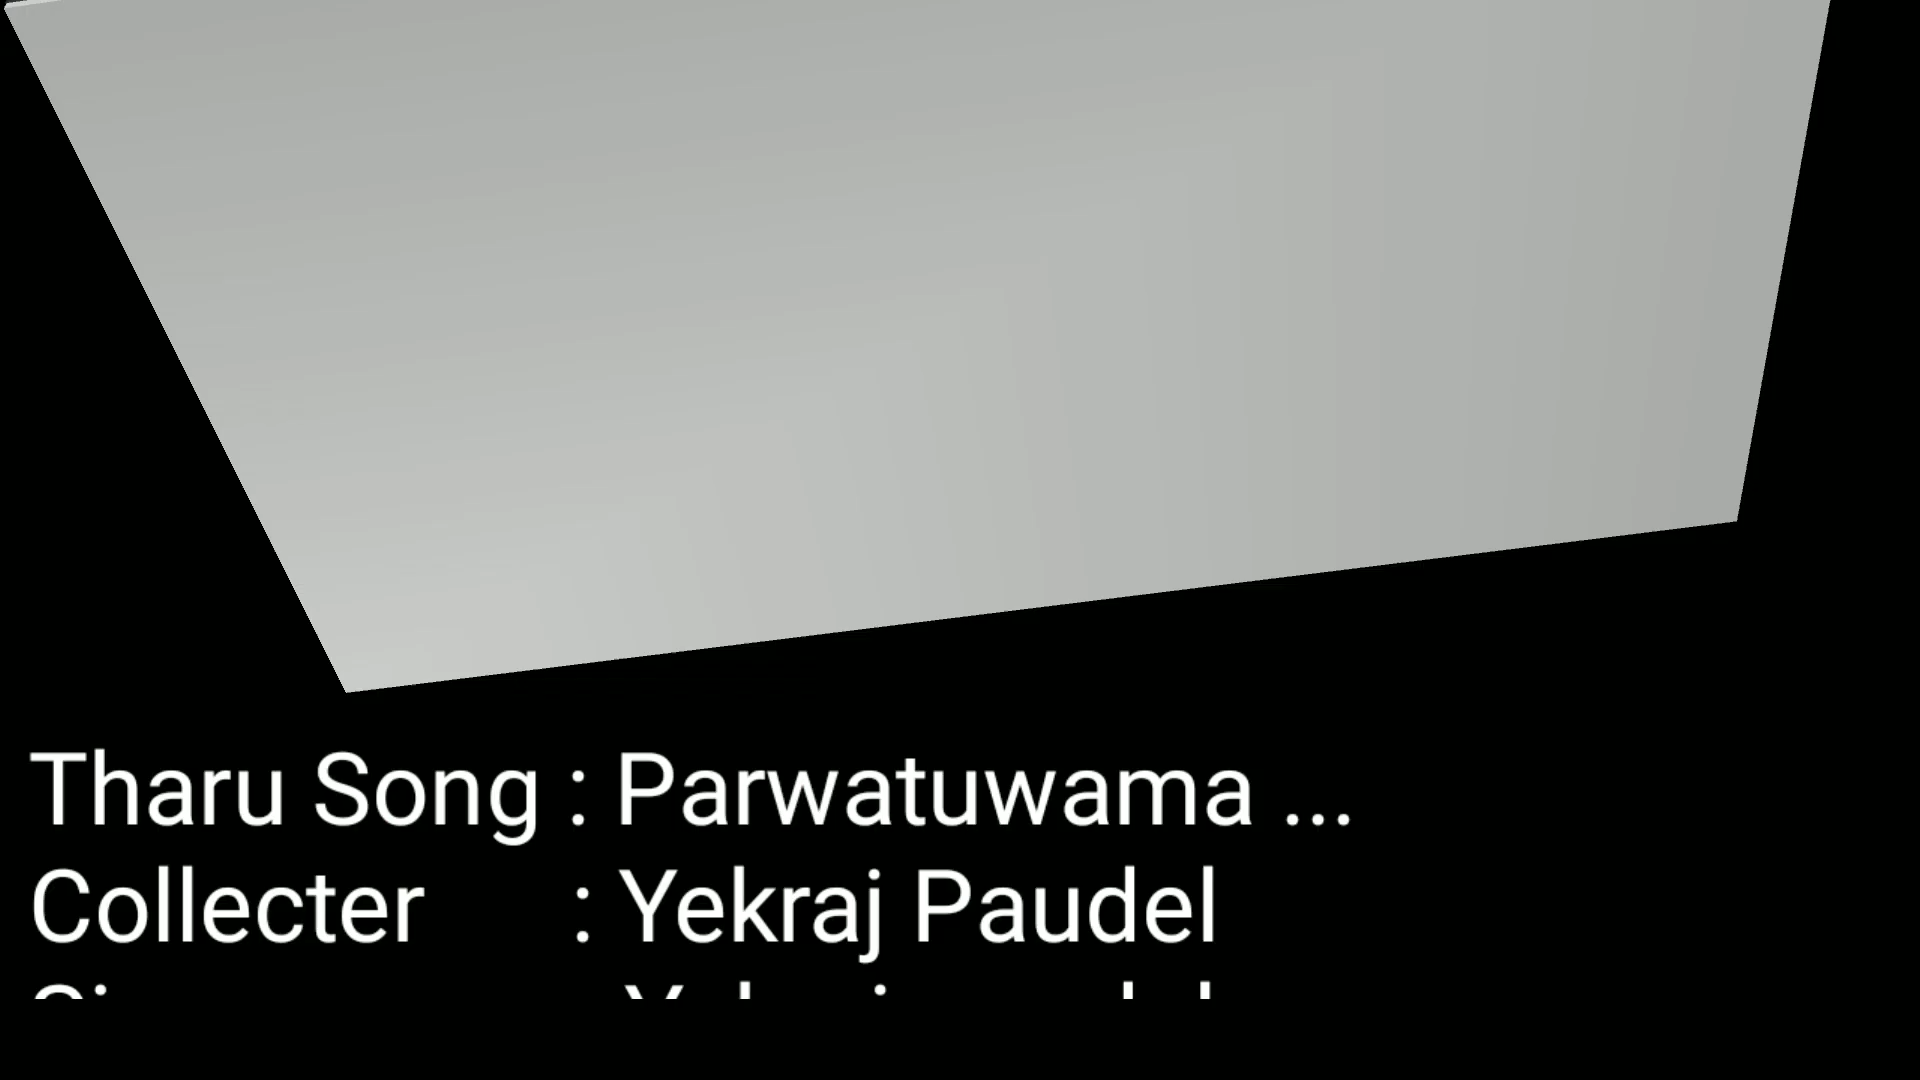 Tharu Song : Parwatuwama ...
Collecter : Yekraj Paudel